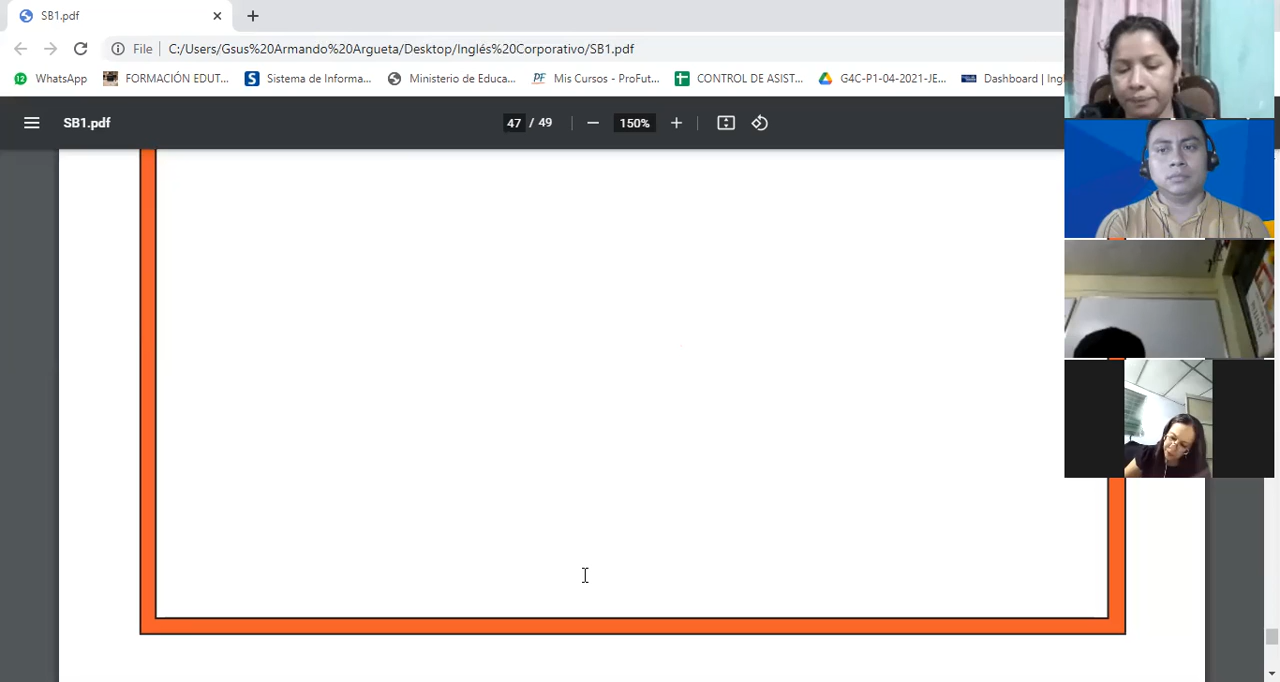 SB1.pdf
File C:/Users/Gsus%20Armando%20Argueta/Desktop/Inglés%20Corporativo/SB1.pdf
12 WhatsApp FORMACIÓN EDUT... S Sistema de Informa... Ministerio de Educa... PF Mis Cursos - ProFut... CONTROL DE ASIST... G4C-P1-04-2021-JE... Dashboard | Ing
SB1.pdf 47 / 49 150%